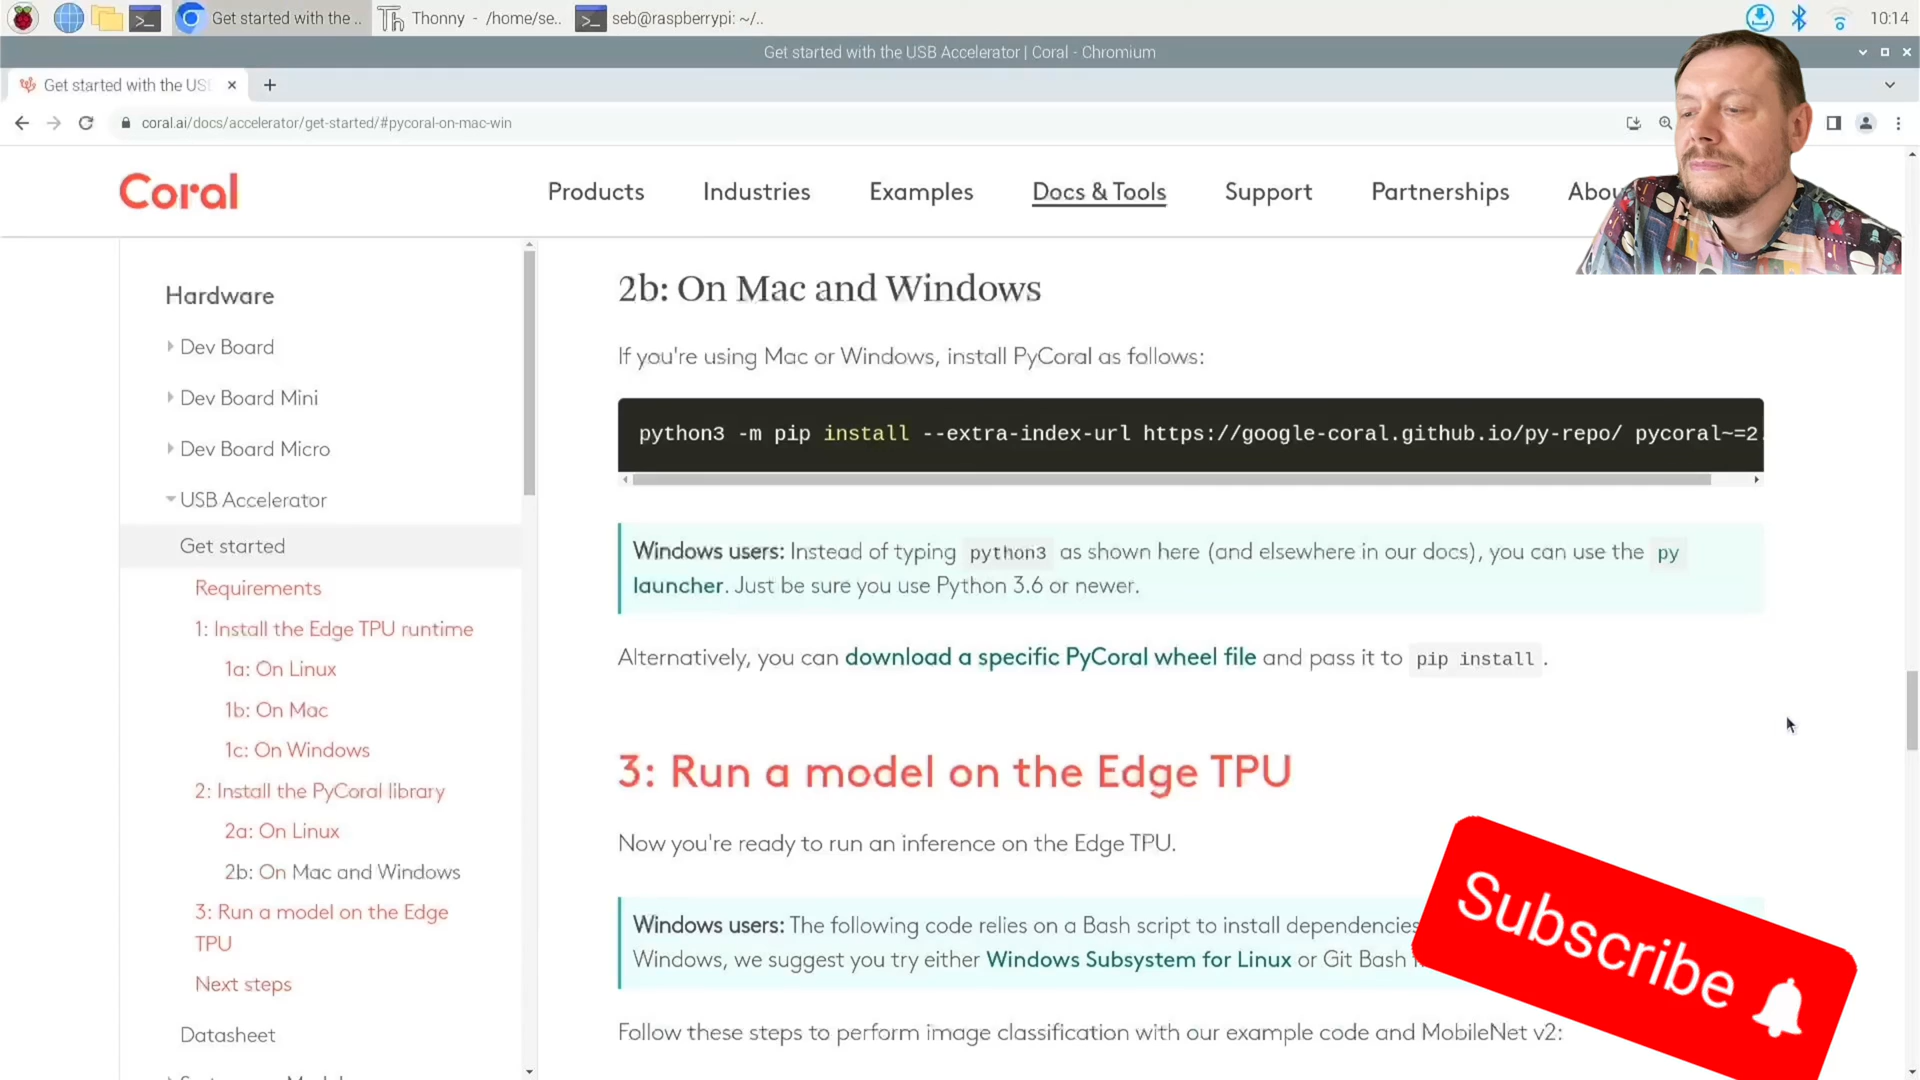 Get started with the ..
Thonny - /home/se..
seb@raspberrypi: ~/..
10:14
Get started with the USB Accelerator | Coral - Chromium
Get started with the US
coral.ai/docs/accelerator/get-started/#pycoral-on-mac-win
Coral
Products
Industries
Examples
Docs & Tools
Support
Partnerships
Abou
Hardware
Dev Board
Dev Board Mini
Dev Board Micro
USB Accelerator
Get started
Requirements
1: Install the Edge TPU runtime
1a: On Linux
1b: On Mac
1c: On Windows
2: Install the PyCoral library
2a: On Linux
2b: On Mac and Windows
3: Run a model on the Edge
TPU
Next steps
Datasheet
2b: On Mac and Windows
If you're using Mac or Windows, install PyCoral as follows:
python3 -m pip install --extra-index-url https://google-coral.github.io/py-repo/ pycoral~=2
Windows users: Instead of typing python3 as shown here (and elsewhere in our docs), you can use the py
launcher. Just be sure you use Python 3.6 or newer.
Alternatively, you can download a specific PyCoral wheel file and pass it to pip install.
3: Run a model on the Edge TPU
Now you're ready to run an inference on the Edge TPU.
Windows users: The following code relies on a Bash script to install dependencies
Windows, we suggest you try either Windows Subsystem for Linux or Git Bash
Follow these steps to perform image classification with our example code and MobileNet v2:
Subscribe